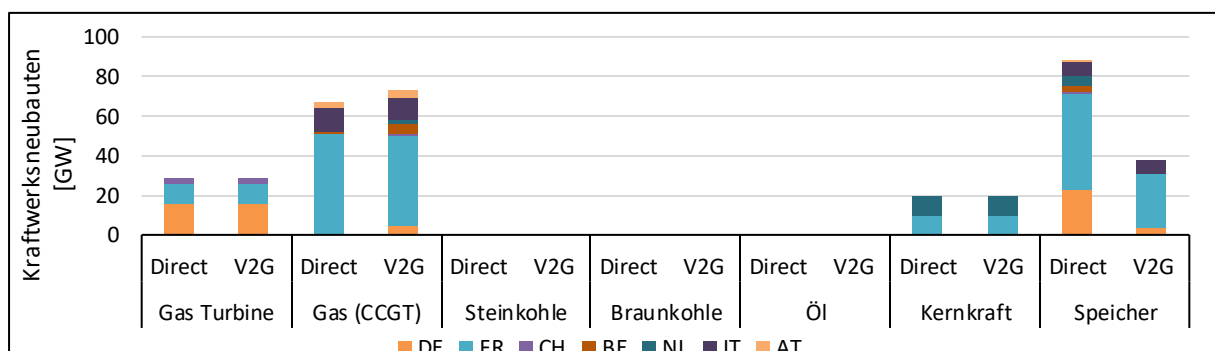 Kraftwerksneubauten
[GW]
100
80
60
40
20
0
Direct V2G Direct V2G Direct V2G Direct V2G Direct V2G Direct V2G Direct V2G
Gas Turbine Gas (CCGT) Steinkohle Braunkohle Öl Kernkraft Speicher
DE FR CH BE NL IT AT